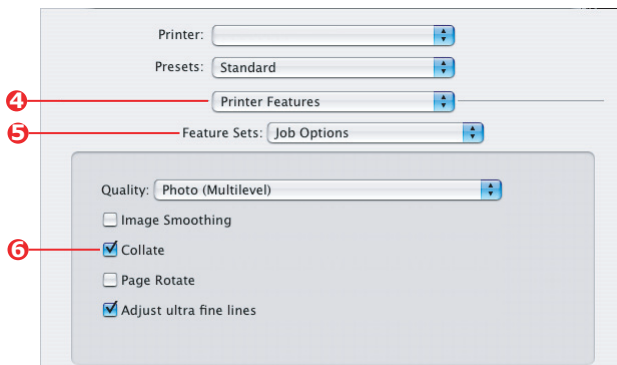 Printer:
Presets: Standard
4 Printer Features
5 Feature Sets: Job Options
Quality: Photo (Multilevel)
Image Smoothing
6 Collate
Page Rotate
Adjust ultra fine lines